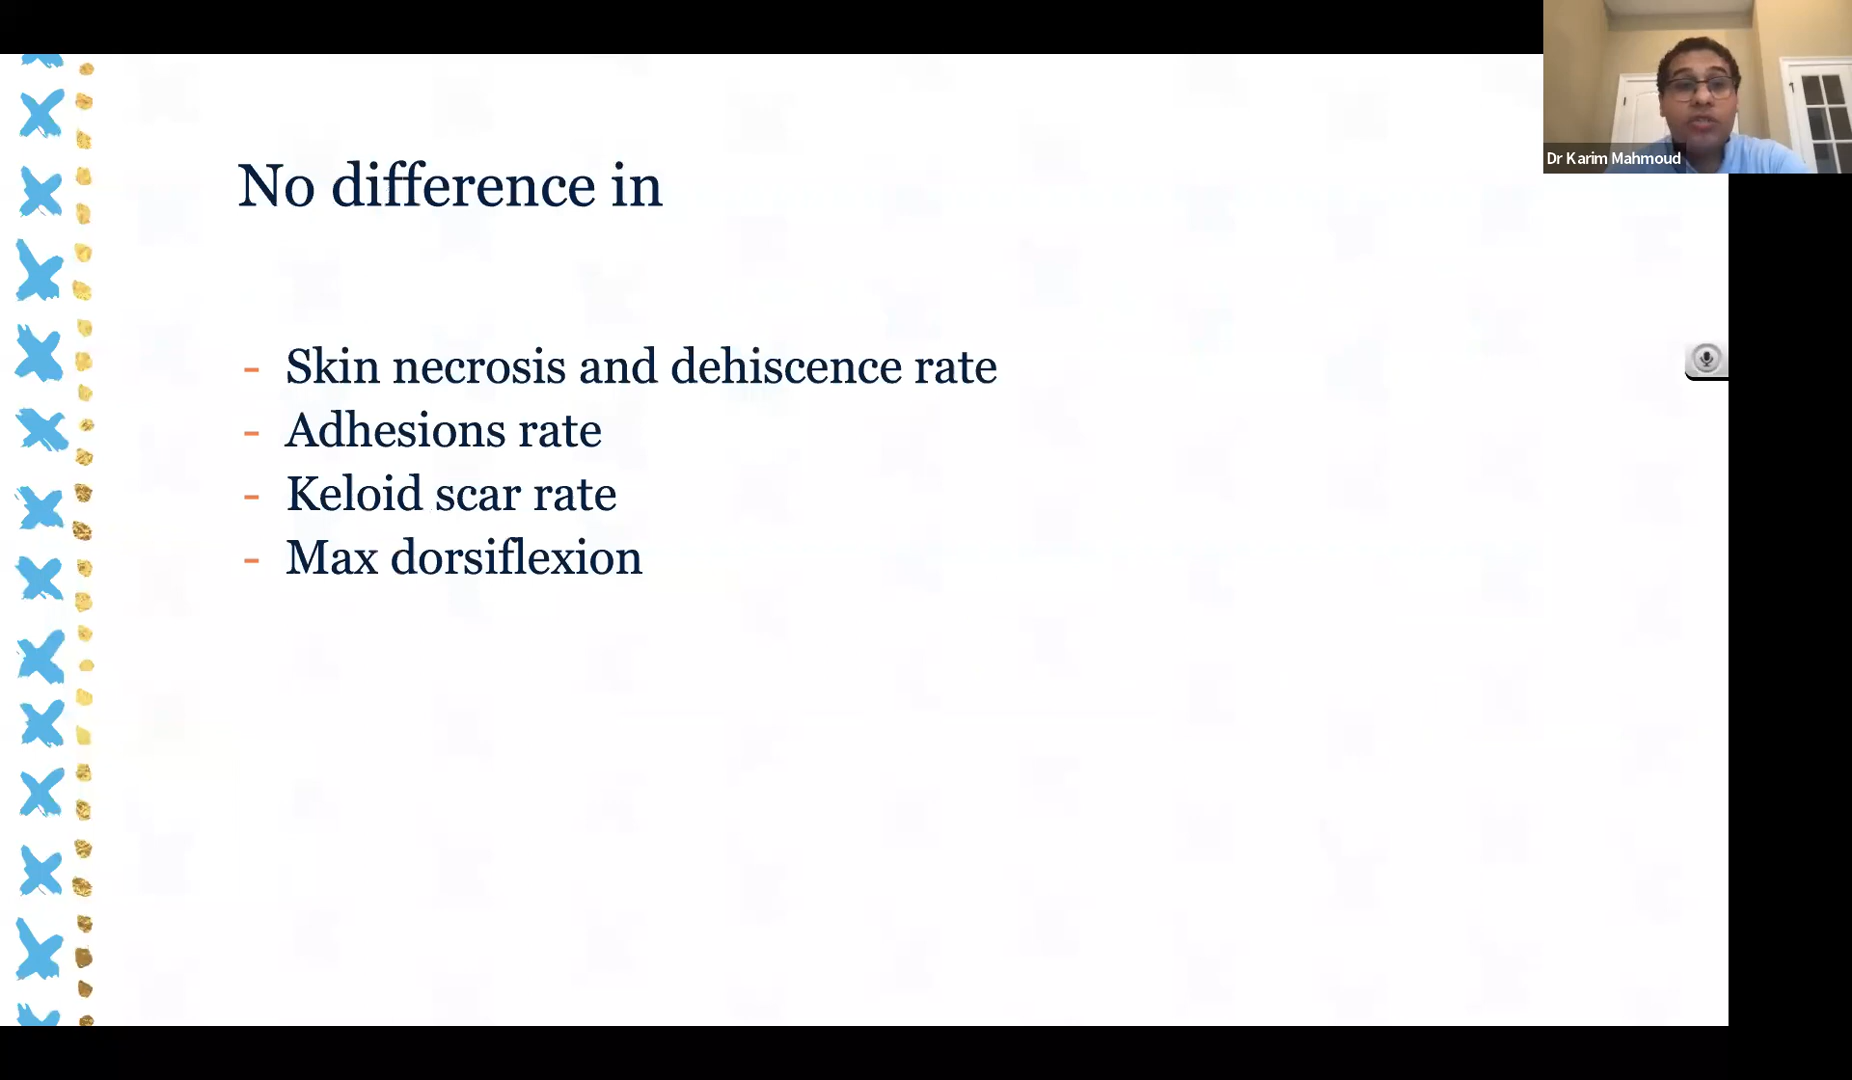 Dr Karim Mahmoud
No difference in
- Skin necrosis and dehiscence rate
- Adhesions rate
- Keloid scar rate
- Max dorsiflexion